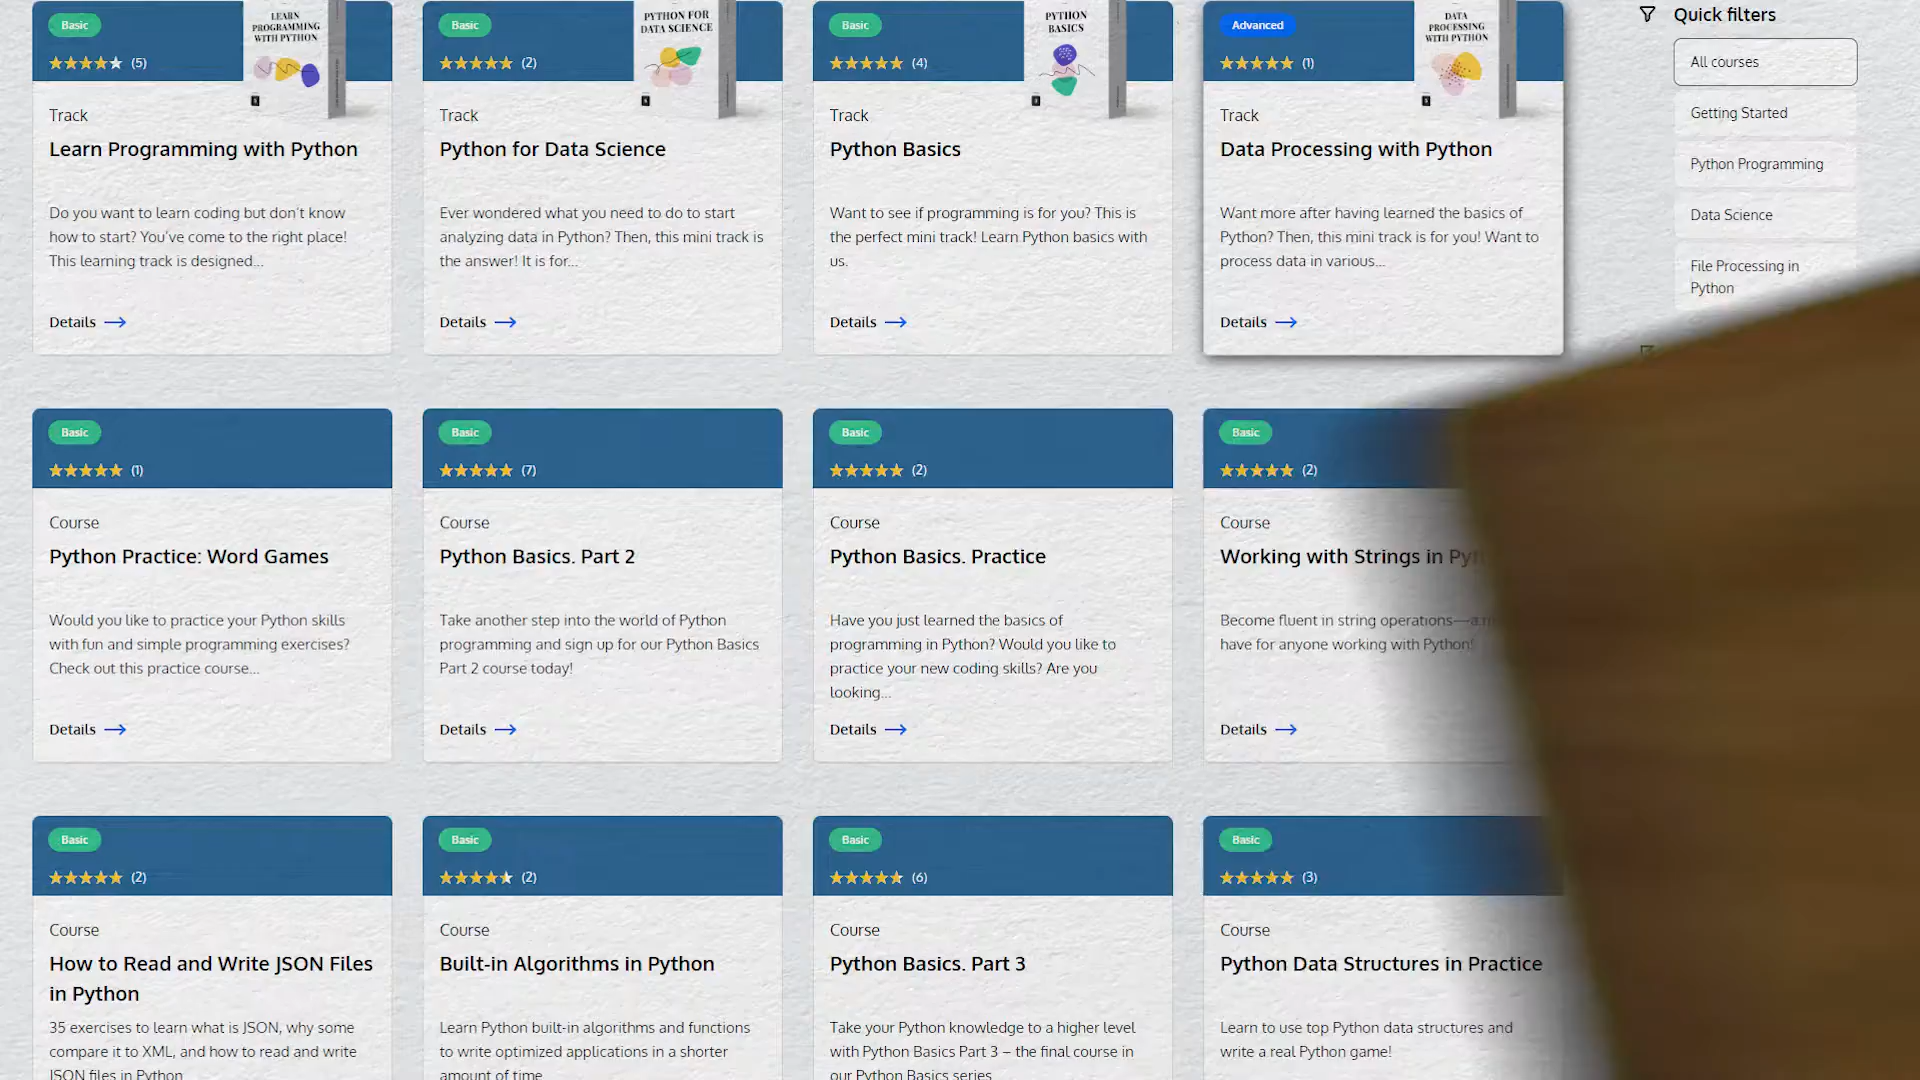 Basic
LEARN
PROGRAMMING
WITH PYTHON
(5)
Track
Learn Programming with Python
Do you want to learn coding but don't know
how to start? You've come to the right place!
This learning track is designed...
Details
Basic
PYTHON FOR
DATA SCIENCE
(2)
Track
Python for Data Science
Ever wondered what you need to do to start
analyzing data in Python? Then, this mini track is
the answer! It is for...
Details
Basic
PYTHON
BASICS
(4)
Track
Python Basics
Want to see if programming is for you? This is
the perfect mini track! Learn Python basics with
us.
Details
Advanced
DATA
PROCESSING
WITH PYTHON
(1)
Track
Data Processing with Python
Want more after having learned the basics of
Python? Then, this mini track is for you! Want to
process data in various...
Details
Quick filters
All courses
Getting Started
Python Programming
Data Science
File Processing in
Python
Basic
(1)
Course
Python Practice: Word Games
Would you like to practice your Python skills
with fun and simple programming exercises?
Check out this practice course...
Details
Basic
(7)
Course
Python Basics. Part 2
Take another step into the world of Python
programming and sign up for our Python Basics
Part 2 course today!
Details
Basic
(2)
Course
Python Basics. Practice
Have you just learned the basics of
programming in Python? Would you like to
practice your new coding skills? Are you
looking...
Details
Basic
(2)
Course
Working with Strings in
Become fluent in string operations—a
have for anyone working with Python!
Details
Basic
(2)
Course
How to Read and Write JSON Files
in Python
35 exercises to learn what is JSON, why some
compare it to XML, and how to read and write
JSON files in Python
Basic
(2)
Course
Built-in Algorithms in Python
Learn Python built-in algorithms and functions
to write optimized applications in a shorter
amount of time
Basic
(6)
Course
Python Basics. Part 3
Take your Python knowledge to a higher level
with Python Basics Part 3 – the final course in
our Python Basics series
Basic
(3)
Course
Python Data Structures in Practice
Learn to use top Python data structures and
write a real Python game!